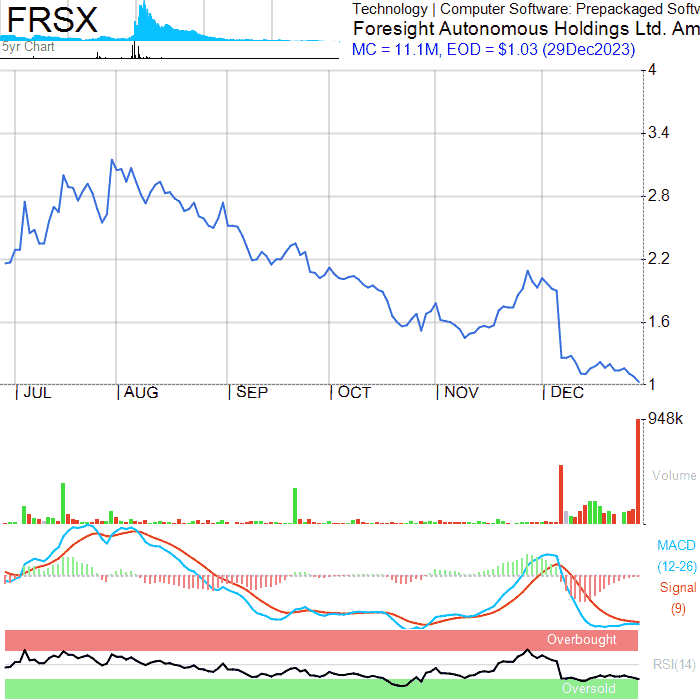 FRSX
5yr Chart
Technology | Computer Software: Prepackaged Softw
Foresight Autonomous Holdings Ltd. Am
MC = 11.1M, EOD = $1.03 (29Dec2023)
4
3.4
2.8
2.2
1.6
1
JUL AUG SEP OCT NOV DEC
948k
Volume
MACD
(12-26)
Signal
(9)
Overbought
RSI(14)
Oversold